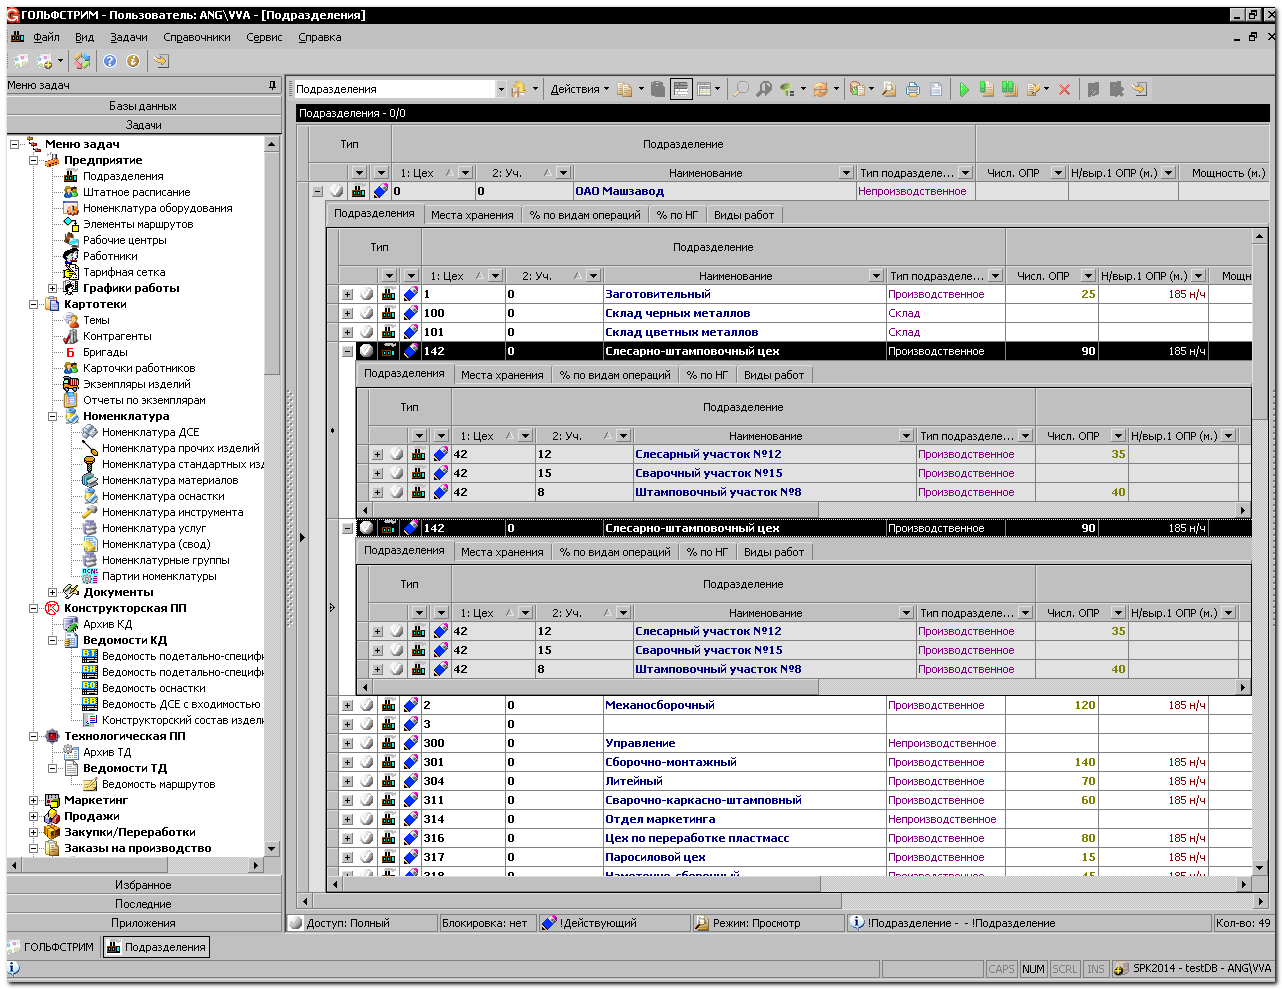 ГОЛЬФСТРИМ - Пользователь: ANG\VVA - [Подразделения]
Файл Вид Задачи Справочники Сервис Справка
Меню задач
Базы данных
Задачи
Меню задач
Предприятие
Подразделения
Штатное расписание
Номенклатура оборудования
Элементы маршрутов
Рабочие центры
Работники
Тарифная сетка
Графики работы
Картотеки
Темы
Контрагенты
Бригады
Карточки работников
Экземпляры изделий
Отчеты по экземплярам
Номенклатура
Номенклатура ДСЕ
Номенклатура прочих изделий
Номенклатура стандартных изд
Номенклатура материалов
Номенклатура оснастки
Номенклатура инструмента
Номенклатура услуг
Номенклатура (свод)
Номенклатурные группы
Партии номенклатуры
Документы
Конструкторская ПП
Архив КД
Ведомости КД
Ведомость подетально-специфи
Ведомость подетально-специфи
Ведомость оснастки
Ведомость ДСЕ с входимостью
Конструкторский состав издели
Технологическая ПП
Архив ТД
Ведомости ТД
Ведомость маршрутов
Маркетинг
Продажи
Закупки/Переработки
Заказы на производство
Избранное
Последние
Приложения
Подразделения Действия
Подразделения - 0/0
Тип Подразделение
1: Цех 2: Уч. Наименование Тип подразделе... Числ. ОПР Н/выр.1 ОПР (м.) Мощность (м.)
0 0 ОАО Машзавод Непроизводственное
Подразделения Места хранения % по видам операций % по НГ Виды работ
Тип Подразделение
1: Цех 2: Уч. Наименование Тип подразделе... Числ. ОПР Н/выр.1 ОПР (м.) Мощн
1 0 Заготовительный Производственное 25 185 н/ч
100 0 Склад черных металлов Склад
101 0 Склад цветных металлов Склад
142 0 Слесарно-штамповочный цех Производственное 90 185 н/ч
Подразделения Места хранения % по видам операций % по НГ Виды работ
Тип Подразделение
1: Цех 2: Уч. Наименование Тип подразделе... Числ. ОПР Н/выр.1 ОПР (м.)
42 12 Слесарный участок №12 Производственное 35
42 15 Сварочный участок №15 Производственное
42 8 Штамповочный участок №8 Производственное 40
142 0 Слесарно-штамповочный цех Производственное 90 185 н/ч
Подразделения Места хранения % по видам операций % по НГ Виды работ
Тип Подразделение
1: Цех 2: Уч. Наименование Тип подразделе... Числ. ОПР Н/выр.1 ОПР (м.)
42 12 Слесарный участок №12 Производственное 35
42 15 Сварочный участок №15 Производственное
42 8 Штамповочный участок №8 Производственное 40
2 0 Механосборочный Производственное 120 185 н/ч
3 0
300 0 Управление Непроизводственное
301 0 Сборочно-монтажный Производственное 140 185 н/ч
304 0 Литейный Производственное 70 185 н/ч
311 0 Сварочно-каркасно-штамповный Производственное 60 185 н/ч
314 0 Отдел маркетинга Непроизводственное
316 0 Цех по переработке пластмасс Производственное 80 185 н/ч
317 0 Паросиловой цех Производственное 15 185 н/ч
318 0 Намоточно-сборочный Производственное 45 185 н/ч
Доступ: Полный Блокировка: нет !Действующий Режим: Просмотр !Подразделение - - !Подразделение Кол-во: 49
ГОЛЬФСТРИМ Подразделения
CAPS NUM SCRL INS SPK2014 - testDB - ANG\VVA